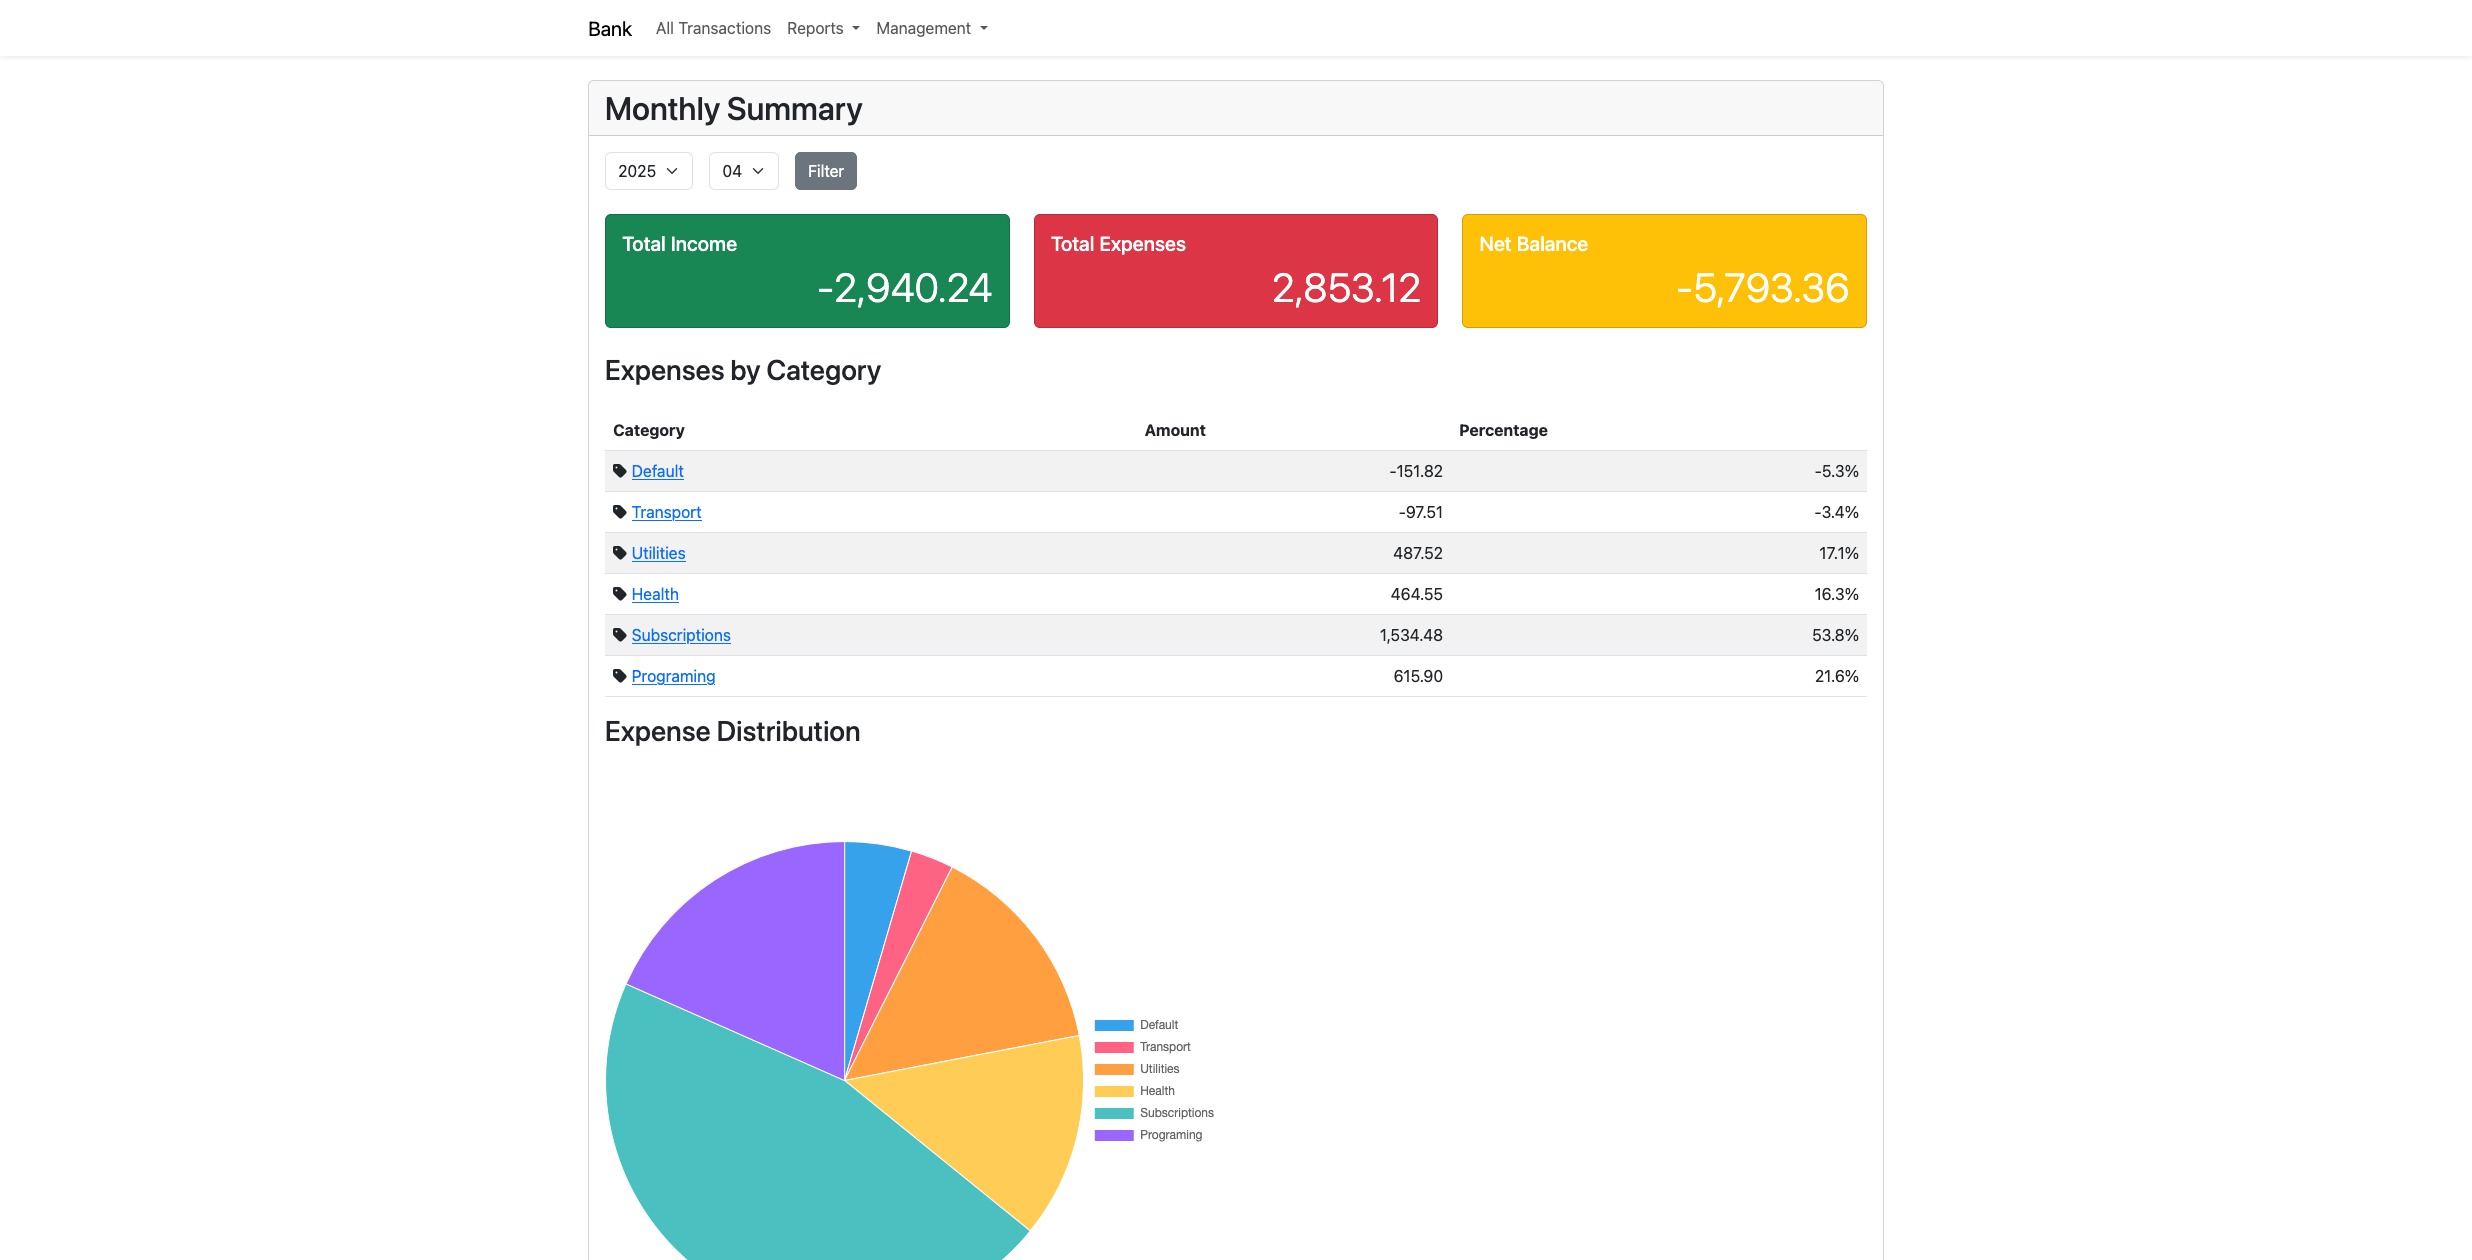 Bank All Transactions Reports Management
Monthly Summary
2025 04 Filter
Total Income Total Expenses Net Balance
-2,940.24 2,853.12 -5,793.36
Expenses by Category
Category Amount Percentage
Default -151.82 -5.3%
Transport -97.51 -3.4%
Utilities 487.52 17.1%
Health 464.55 16.3%
Subscriptions 1,534.48 53.8%
Programing 615.90 21.6%
Expense Distribution
Default
Transport
Utilities
Health
Subscriptions
Programing